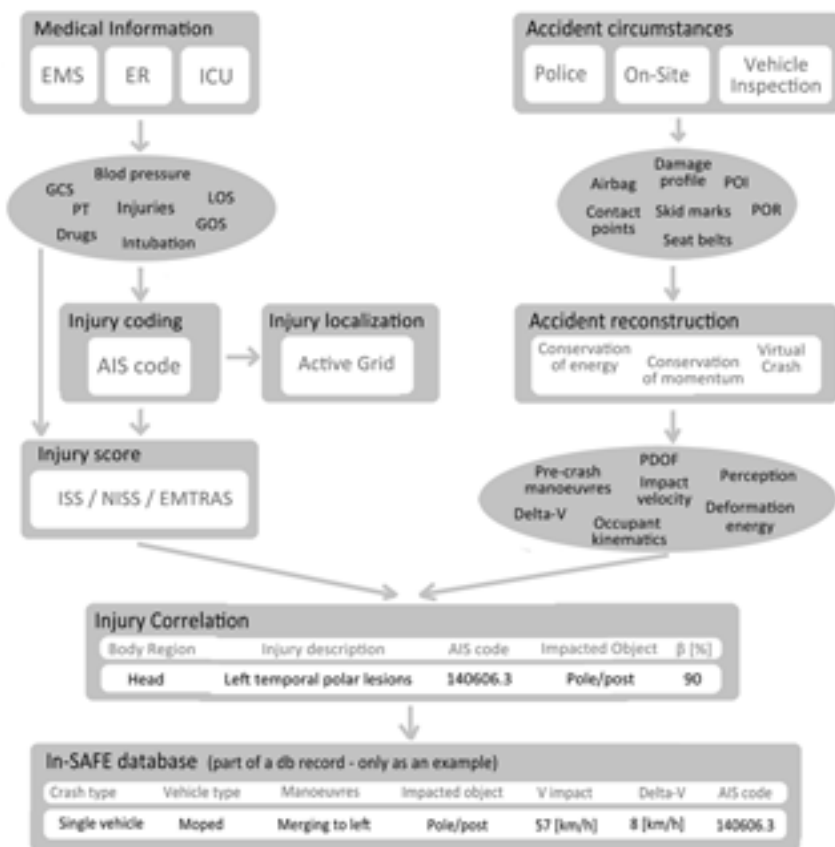 Medical Information
EMS ER ICU
Accident circumstances
Police On-Site Vehicle
Inspection
Blod pressure
GCS
LOS
PT Injuries
GOS
Drugs
Intubation
Damage
profile
Airbag
POI
Contact
points
Skid marks
POR
Seat belts
Injury coding
AIS code
Injury localization
Active Grid
Accident reconstruction
Conservation
of energy
Conservation
of momentum
Virtual
Crash
Injury score
ISS / NISS / EMTRAS
PDOF
Pre-crash
manoeuvres
Impact
velocity
Perception
Delta-V
Occupant
kinematics
Deformation
energy
Injury Correlation
Body Region Injury description AIS code Impacted Object β [%]
Head Left temporal polar lesions 140606.3 Pole/post 90
In-SAFE database (part of a db record - only as an example)
Crash type Vehicle type Manoeuvres Impacted object V impact Delta-V AIS code
Single vehicle Moped Merging to left Pole/post 57 [km/h] 8 [km/h] 140606.3